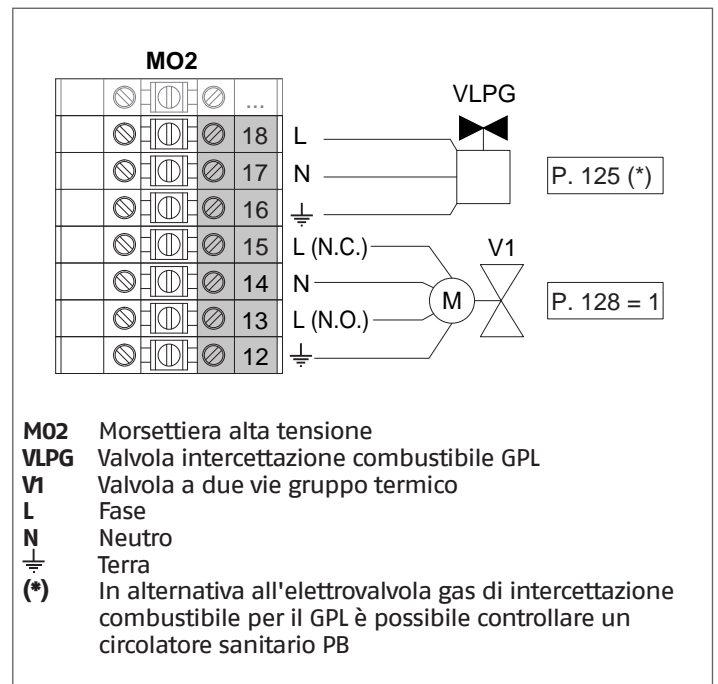 MO2
VLPG
...
18 L
17 N
P. 125 (*)
16
15 L (N.C.)
V1
14 N
M
P. 128 = 1
13 L (N.O.)
12
MO2 Morsettiera alta tensione
VLPG Valvola intercettazione combustibile GPL
V1 Valvola a due vie gruppo termico
L Fase
N Neutro
Terra
(*) In alternativa all'elettrovalvola gas di intercettazione
combustibile per il GPL è possibile controllare un
circolatore sanitario PB